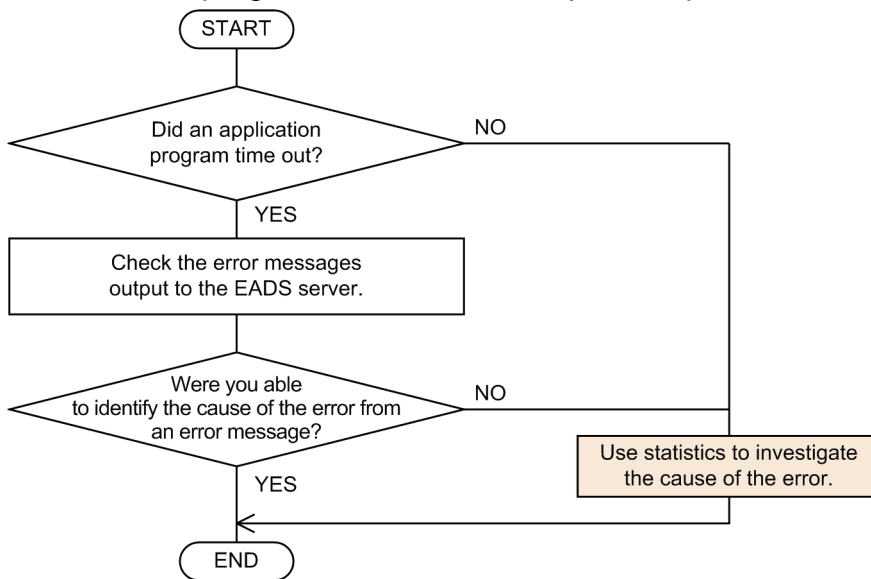 START
Did an application
program time out?
NO
YES
Check the error messages
output to the EADS server.
Were you able
to identify the cause of the error from
an error message?
NO
YES
Use statistics to investigate
the cause of the error.
END